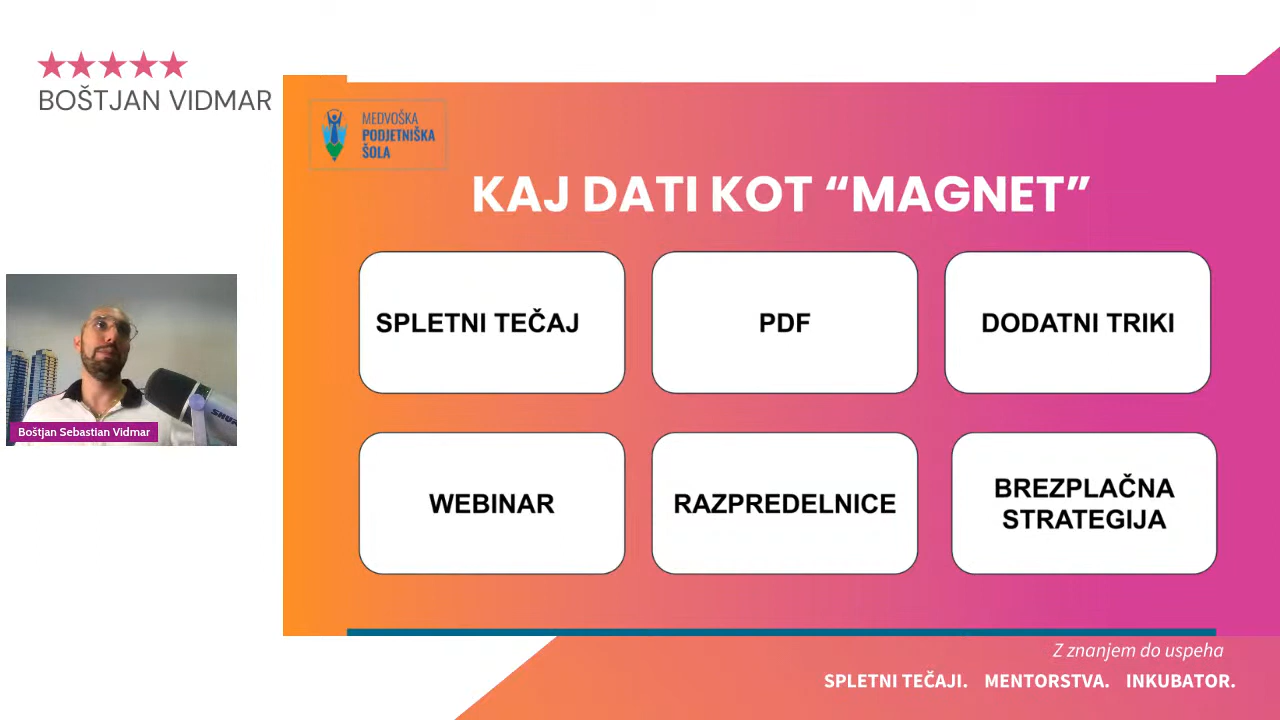 BOŠTJAN VIDMAR
MEDVOŠKA
PODJETNIŠKA
ŠOLA
KAJ DATI KOT “MAGNET”
SPLETNI TEČAJ
PDF
DODATNI TRIKI
WEBINAR
RAZPREDELNICE
BREZPLAČNA
STRATEGIJA
SHURE
Boštjan Sebastian Vidmar
Z znanjem do uspeha
SPLETNI TEČAJI. MENTORSTVA. INKUBATOR.